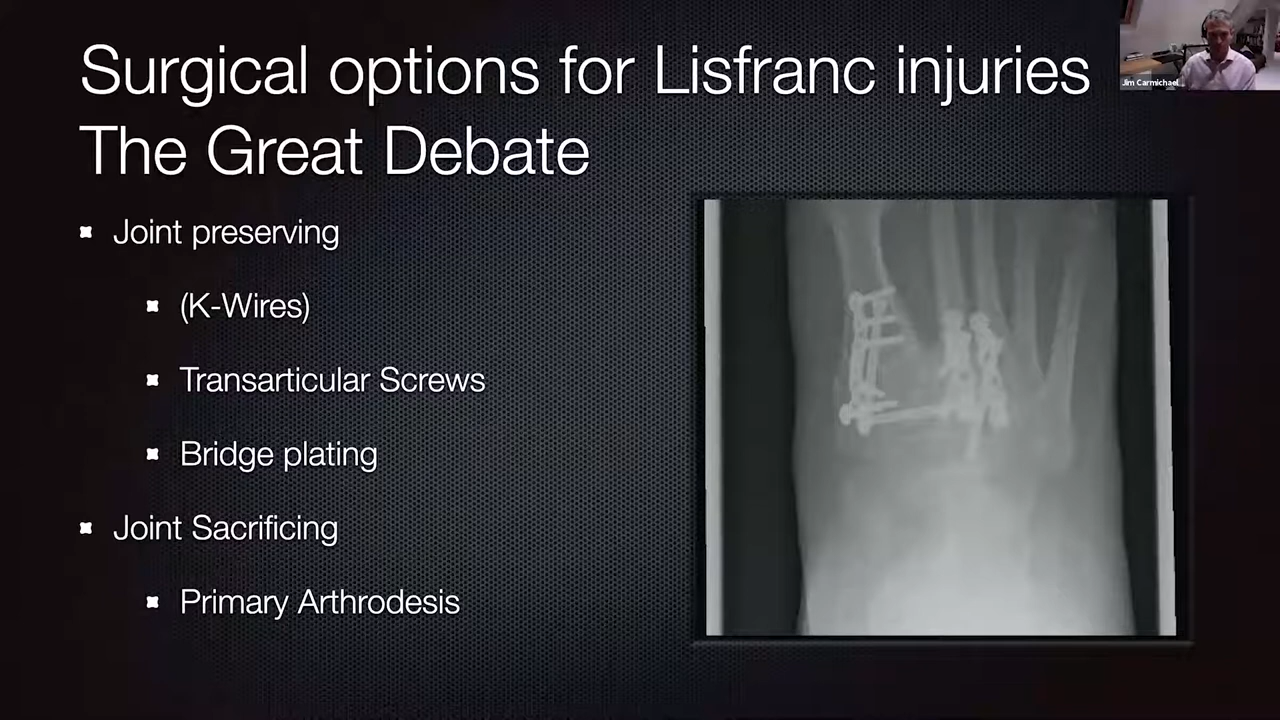 Surgical options for Lisfranc injuries
The Great Debate
Jim Carmichael
Joint preserving
(K-Wires)
Transarticular Screws
Bridge plating
Joint Sacrificing
Primary Arthrodesis